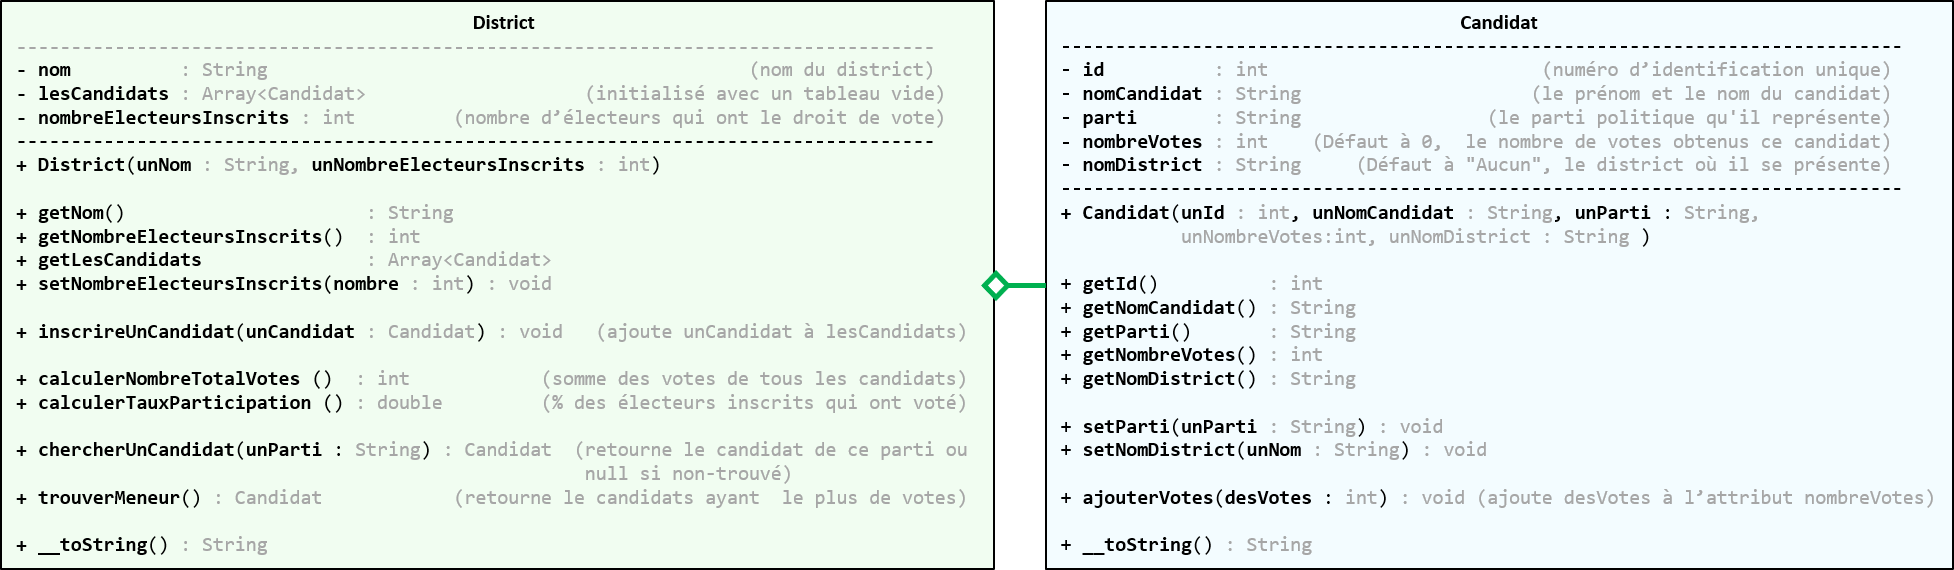 District
- nom : String (nom du district)
- lesCandidats : Array<Candidat> (initialisé avec un tableau vide)
- nombreElecteursInscrits : int (nombre d’électeurs qui ont le droit de vote)
+ District(unNom : String, unNombreElecteursInscrits : int)
+ getNom() : String
+ getNombreElecteursInscrits() : int
+ getLesCandidats : Array<Candidat>
+ setNombreElecteursInscrits(nombre : int) : void
+ inscrireUnCandidat(unCandidat : Candidat) : void (ajoute unCandidat à lesCandidats)
+ calculerNombreTotalVotes () : int (somme des votes de tous les candidats)
+ calculerTauxParticipation () : double (% des électeurs inscrits qui ont voté)
+ chercherUnCandidat(unParti : String) : Candidat (retourne le candidat de ce parti ou
null si non-trouvé)
+ trouverMeneur() : Candidat (retourne le candidats ayant le plus de votes)
+ __toString() : String
Candidat
- id : int (numéro d’identification unique)
- nomCandidat : String (le prénom et le nom du candidat)
- parti : String (le parti politique qu'il représente)
- nombreVotes : int (Défaut à 0, le nombre de votes obtenus ce candidat)
- nomDistrict : String (Défaut à "Aucun", le district où il se présente)
+ Candidat(unId : int, unNomCandidat : String, unParti : String,
unNombreVotes:int, unNomDistrict : String )
+ getId() : int
+ getNomCandidat() : String
+ getParti() : String
+ getNombreVotes() : int
+ getNomDistrict() : String
+ setParti(unParti : String) : void
+ setNomDistrict(unNom : String) : void
+ ajouterVotes(desVotes : int) : void (ajoute desVotes à l’attribut nombreVotes)
+ __toString() : String